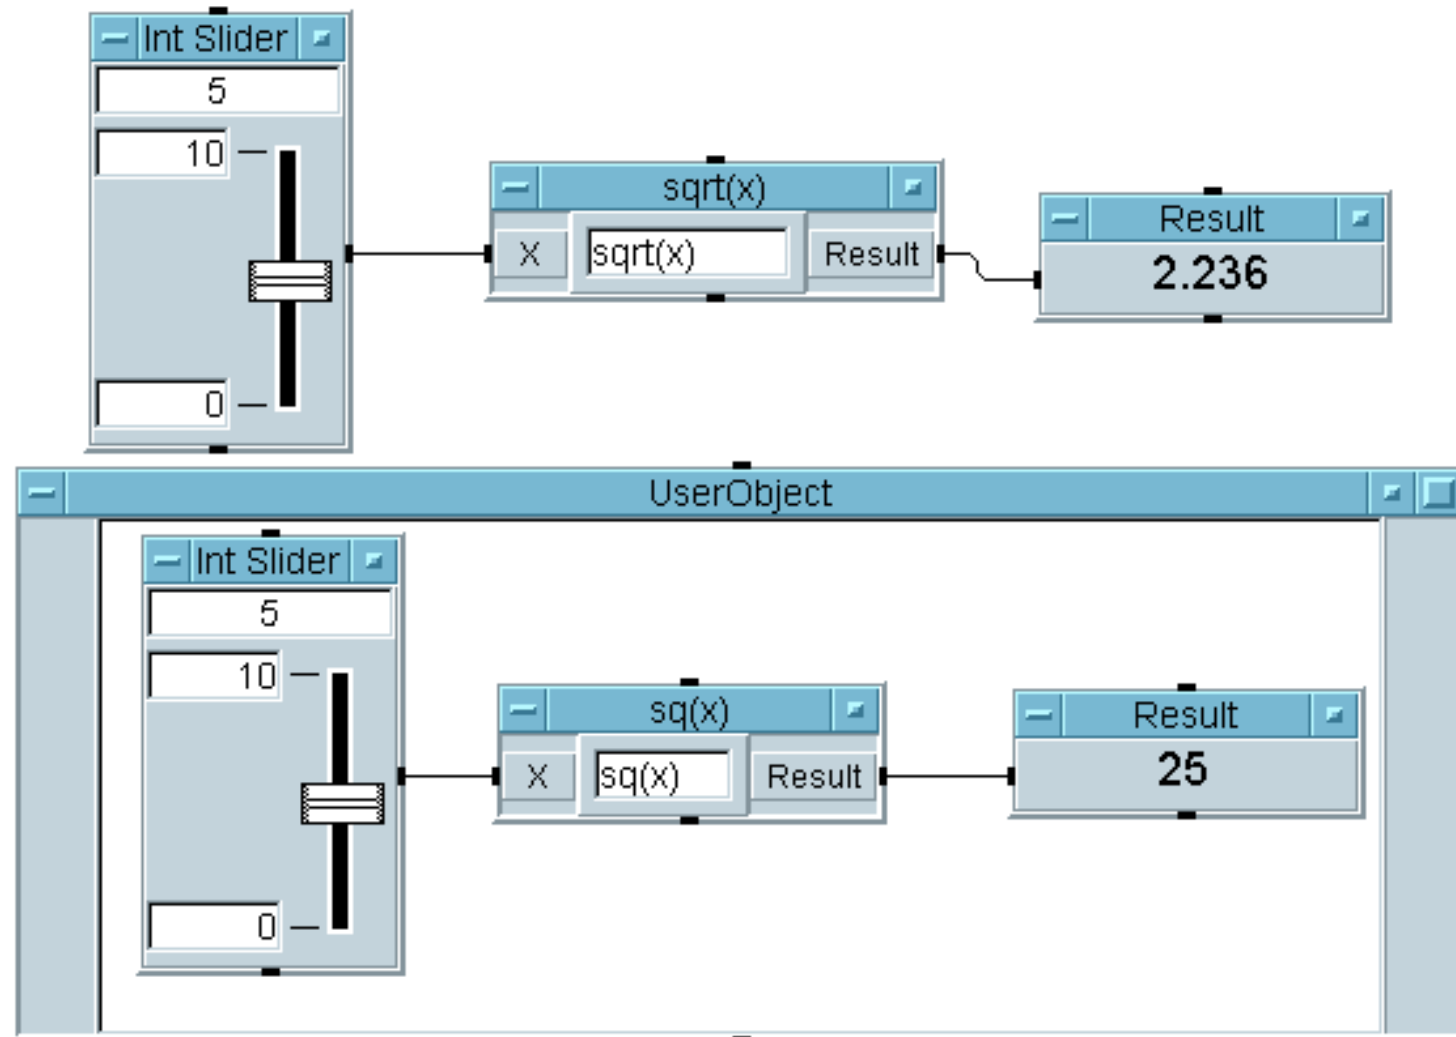 Int Slider
5
10
0
sqrt(x)
X
sqrt(x)
Result
Result
2.236
UserObject
Int Slider
5
10
0
sq(x)
X
sq(x)
Result
Result
25